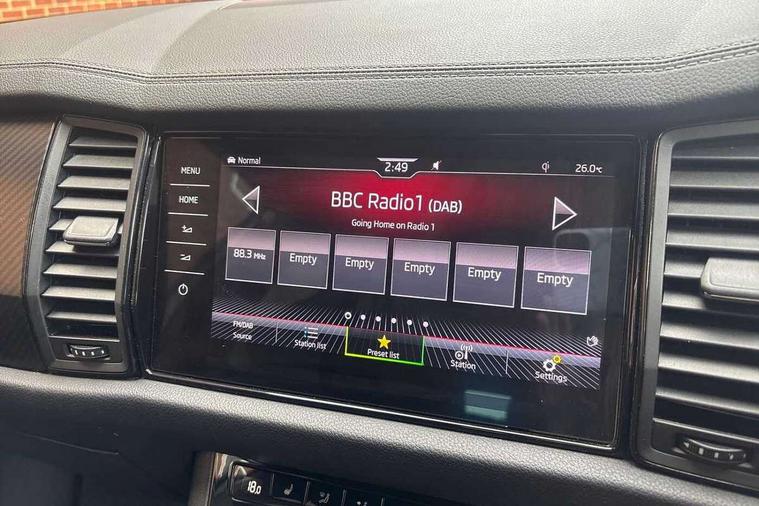 Normal
2:49
qi
26.0°C
MENU
HOME
BBC Radio1 (DAB)
Going Home on Radio 1
88.3 MHz
Empty
Empty
Empty
Empty
Empty
FM/DAB
Source
Station list
Preset list
Station
Settings
18.0